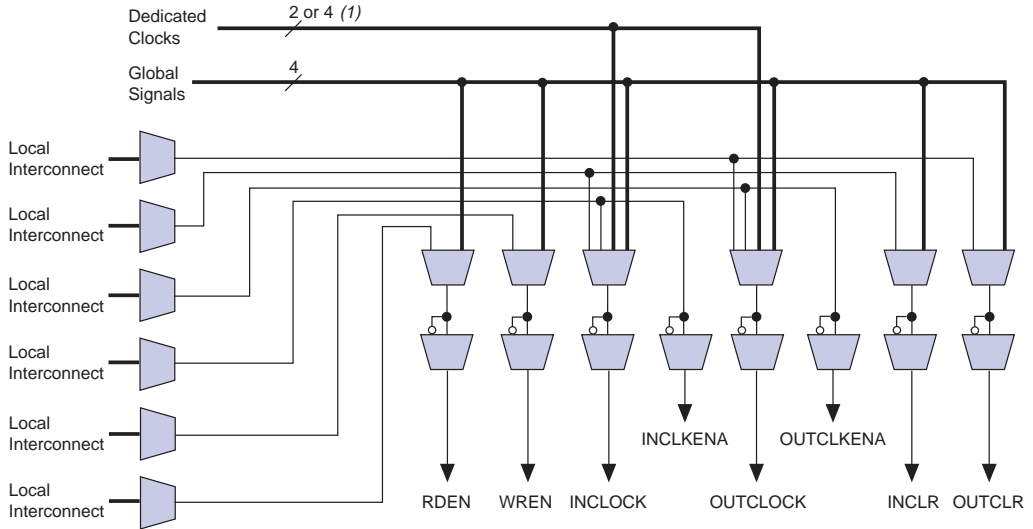 Dedicated
Clocks
2 or 4 (1)
Global
Signals
4
Local
Interconnect
Local
Interconnect
Local
Interconnect
Local
Interconnect
Local
Interconnect
Local
Interconnect
INCLKENA
OUTCLKENA
RDEN
WREN
INCLOCK
OUTCLOCK
INCLR
OUTCLR